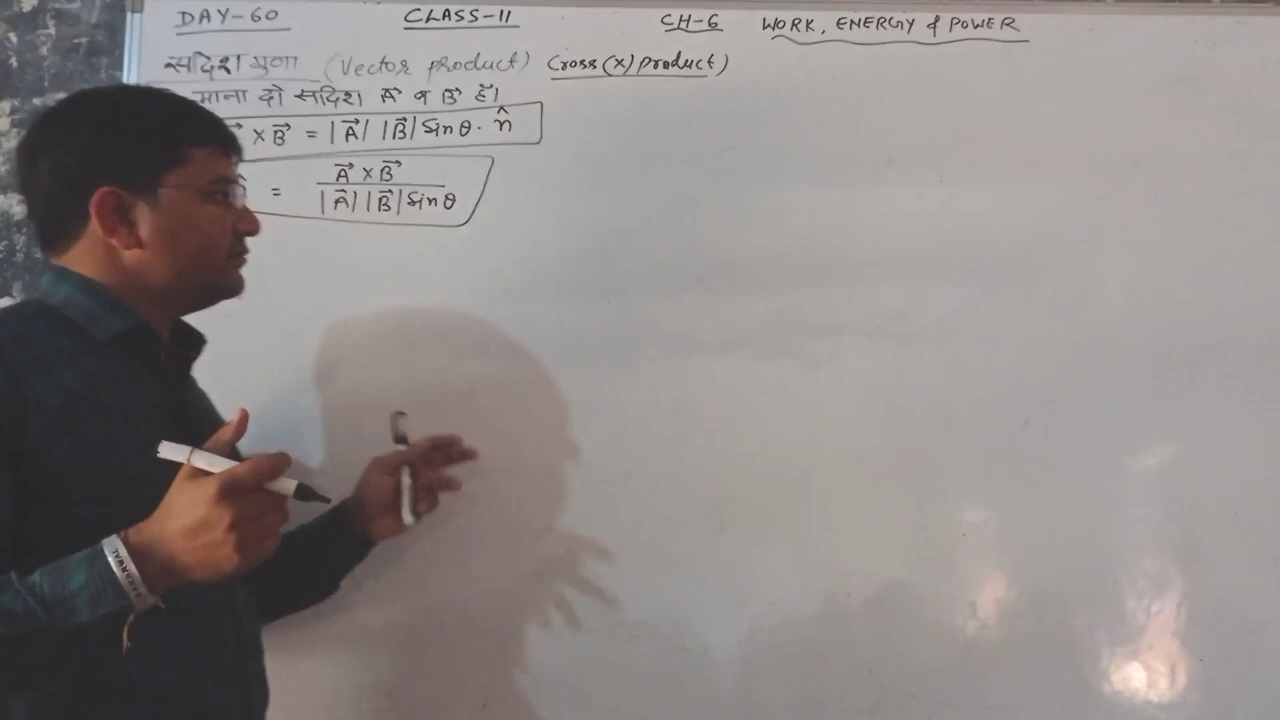 DAY-60 CLASS-11 CH-6 WORK, ENERGY & POWER
सदिश गुणा (Vector product) Cross(×) product)
माना दो सदिश A⃗ व B⃗ हैं।
× B⃗ = |A⃗| |B⃗| Sinθ · n̂
= A⃗ × B⃗ / |A⃗| |B⃗| Sinθ